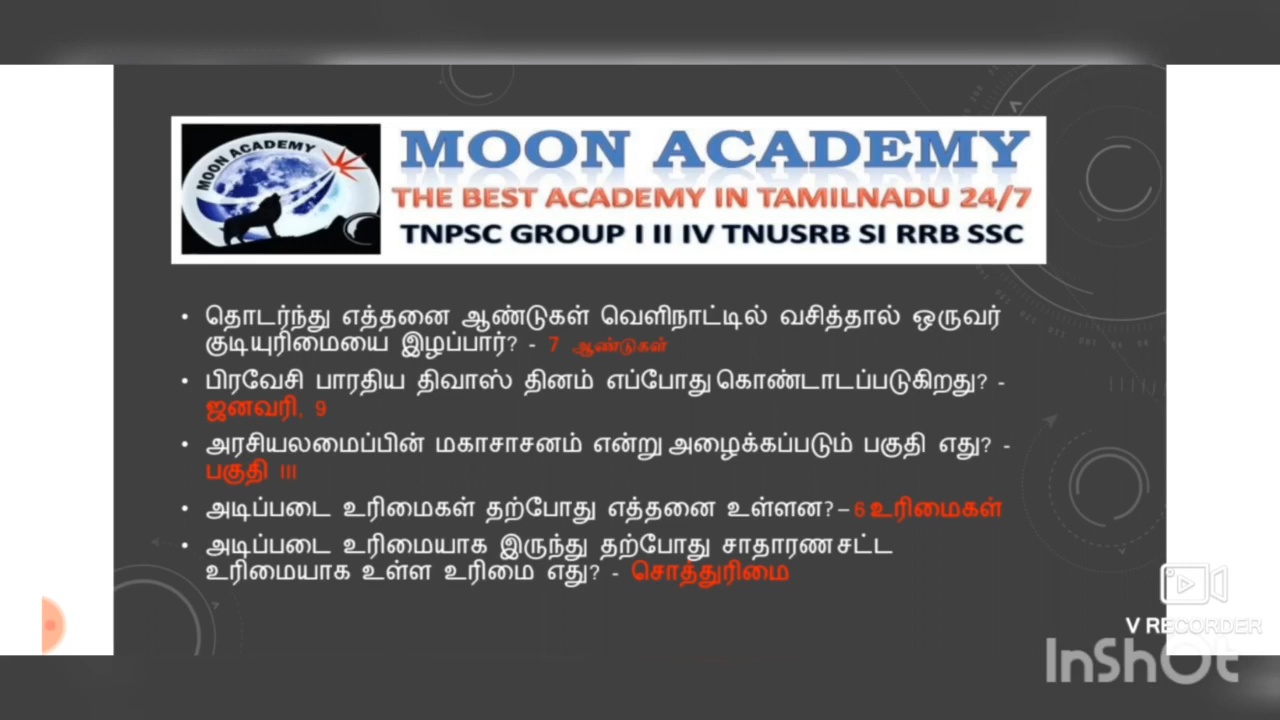 MOON ACADEMY
MOON ACADEMY
THE BEST ACADEMY IN TAMILNADU 24/7
TNPSC GROUP I II IV TNUSRB SI RRB SSC
• தொடர்ந்து எத்தனை ஆண்டுகள் வெளிநாட்டில் வசித்தால் ஒருவர்
குடியுரிமையை இழப்பார்? - 7 ஆண்டுகள்
• பிரவேசி பாரதிய திவாஸ் தினம் எப்போது கொண்டாடப்படுகிறது? -
ஜனவரி, 9
• அரசியலமைப்பின் மகாசாசனம் என்று அழைக்கப்படும் பகுதி எது? -
பகுதி III
• அடிப்படை உரிமைகள் தற்போது எத்தனை உள்ளன? – 6 உரிமைகள்
• அடிப்படை உரிமையாக இருந்து தற்போது சாதாரண சட்ட
உரிமையாக உள்ள உரிமை எது? - சொத்துரிமை
V RECORDER
InShOt